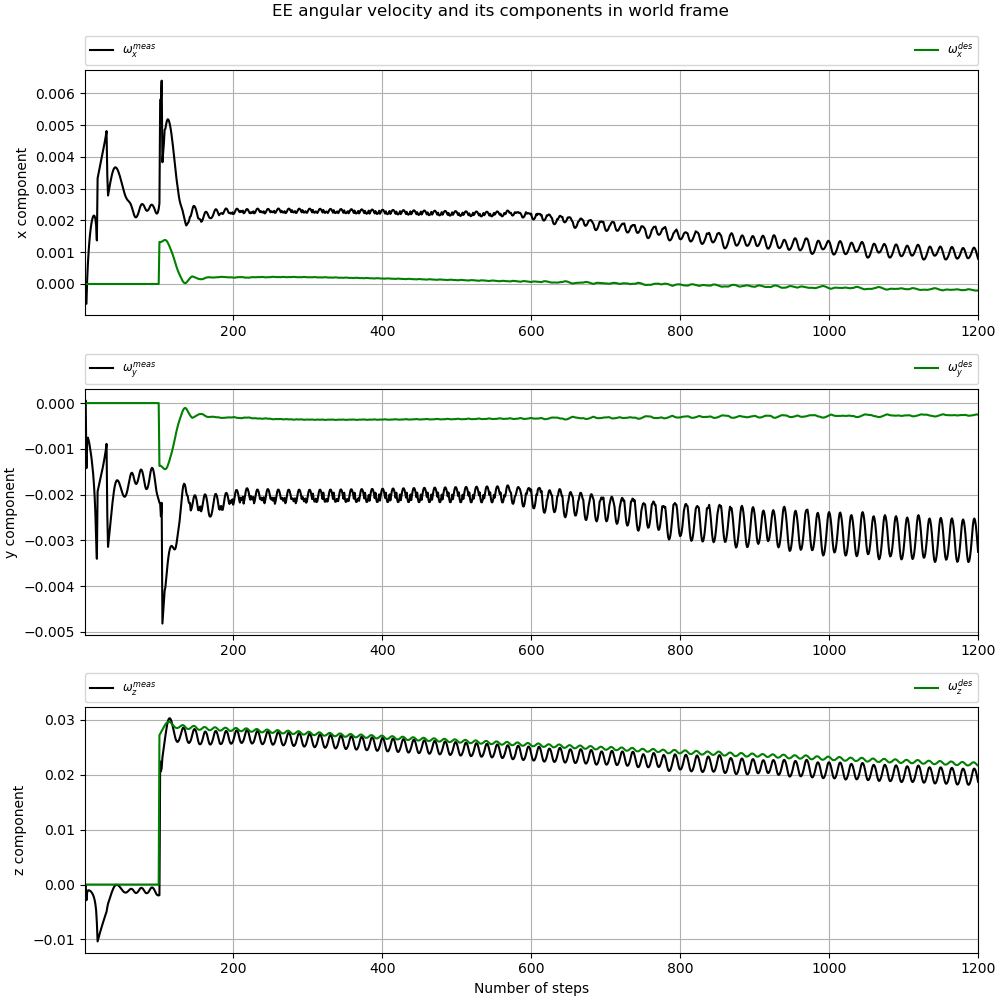 EE angular velocity and its components in world frame
ω_x^meas ω_x^des
0.006
0.005
0.004
0.003
0.002
0.001
0.000
x component
200 400 600 800 1000 1200
ω_y^meas ω_y^des
0.000
−0.001
−0.002
−0.003
−0.004
−0.005
y component
200 400 600 800 1000 1200
ω_z^meas ω_z^des
0.03
0.02
0.01
0.00
−0.01
z component
200 400 600 800 1000 1200
Number of steps